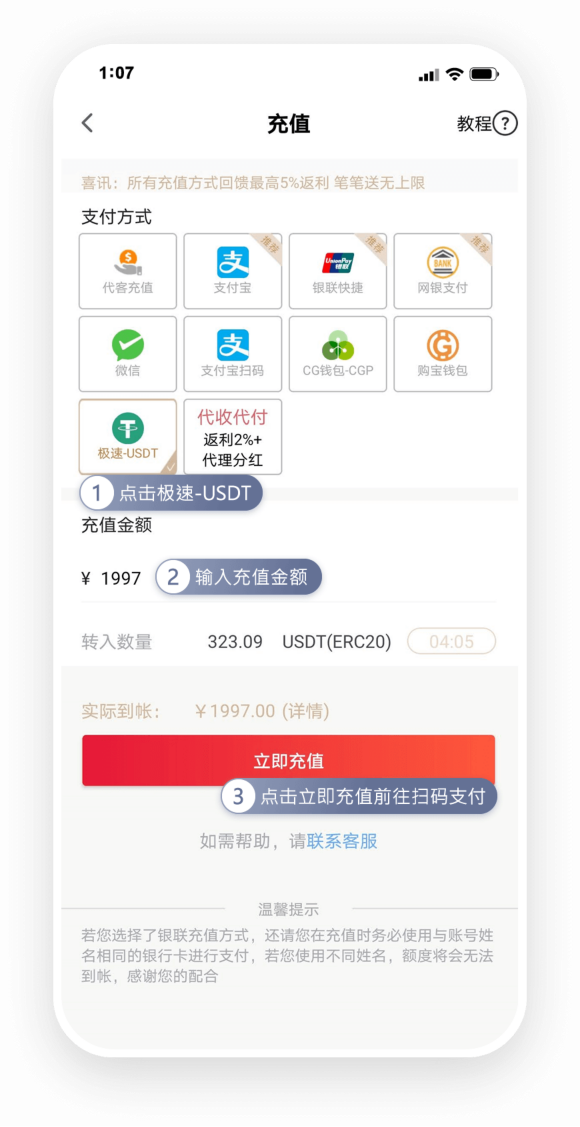 1:07
充值
教程?
喜讯：所有充值方式回馈最高5%返利 笔笔送无上限
支付方式
推荐 推荐 推荐
支 UnionPay 银联 BANK
代客充值 支付宝 银联快捷 网银支付
支
微信 支付宝扫码 CG钱包-CGP 购宝钱包
代收代付
返利2%+
极速-USDT 代理分红
1 点击极速-USDT
充值金额
¥ 1997 2 输入充值金额
转入数量 323.09 USDT(ERC20) 04:05
实际到帐： ¥1997.00 (详情)
立即充值
3 点击立即充值前往扫码支付
如需帮助，请联系客服
温馨提示
若您选择了银联充值方式，还请您在充值时务必使用与账号姓
名相同的银行卡进行支付，若您使用不同姓名，额度将会无法
到帐，感谢您的配合